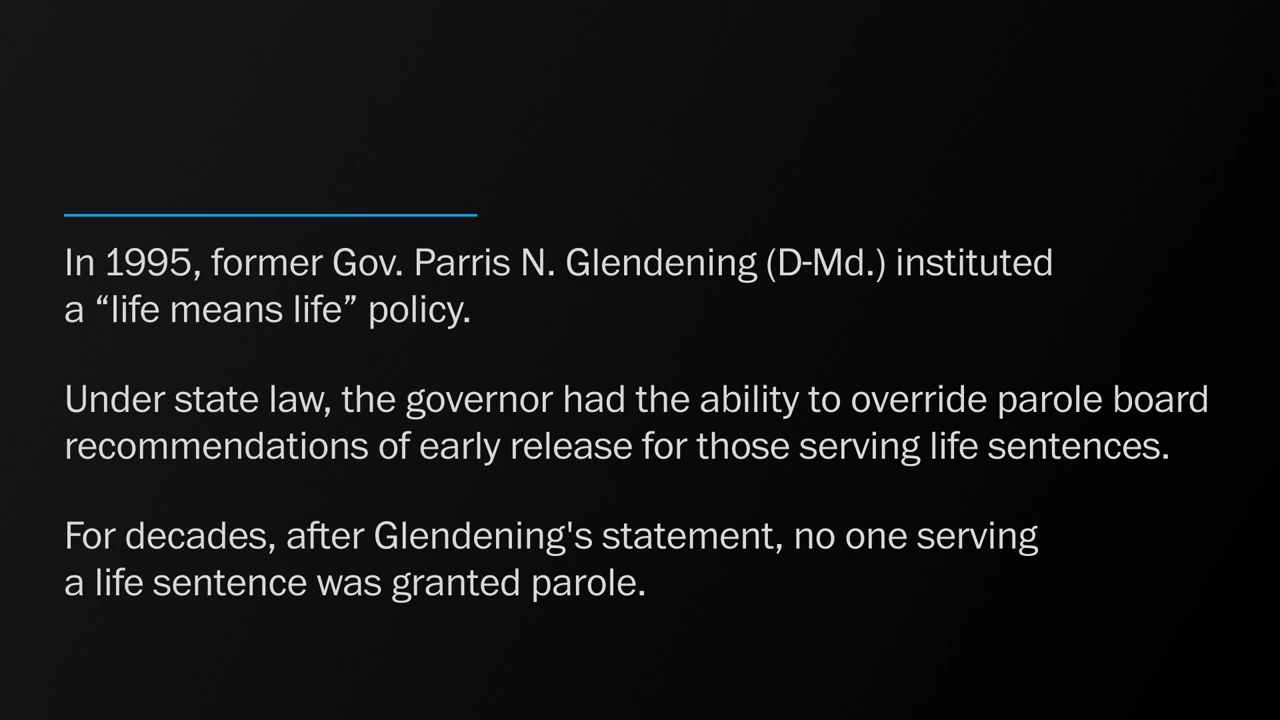 In 1995, former Gov. Parris N. Glendening (D-Md.) instituted
a “life means life” policy.
Under state law, the governor had the ability to override parole board
recommendations of early release for those serving life sentences.
For decades, after Glendening's statement, no one serving
a life sentence was granted parole.